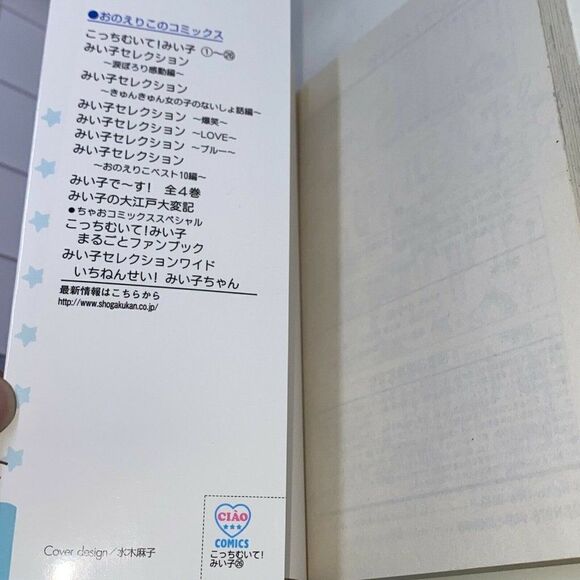 ●おのえりこのコミックス
こっちむいて!みい子 ①〜㉖
みい子セレクション
〜涙ぽろり感動編〜
みい子セレクション
〜きゅんきゅん女の子のないしょ話編〜
みい子セレクション 〜爆笑〜
みい子セレクション 〜LOVE〜
みい子セレクション 〜ブルー〜
みい子セレクション
〜おのえりこベスト10編〜
みい子で〜す! 全4巻
みい子の大江戸大変記
●ちゃおコミックススペシャル
こっちむいて!みい子
まるごとファンブック
みい子セレクションワイド
いちねんせい! みい子ちゃん
最新情報はこちらから
http://www.shogakukan.co.jp/
CIÀO
COMICS
こっちむいて!
みい子㉖
Cover design/水木麻子